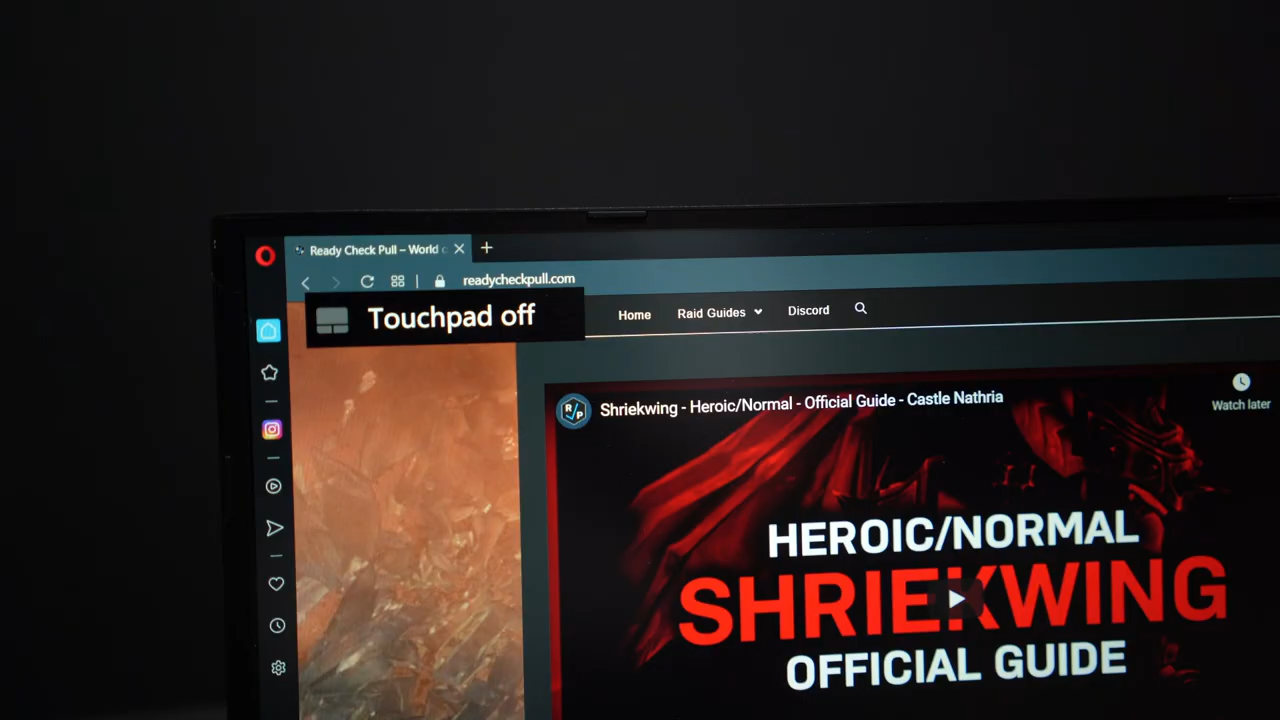 Ready Check Pull – World
readycheckpull.com
Touchpad off
Home Raid Guides Discord
R/P
Shriekwing - Heroic/Normal - Official Guide - Castle Nathria
Watch later
HEROIC/NORMAL
SHRIEKWING
OFFICIAL GUIDE